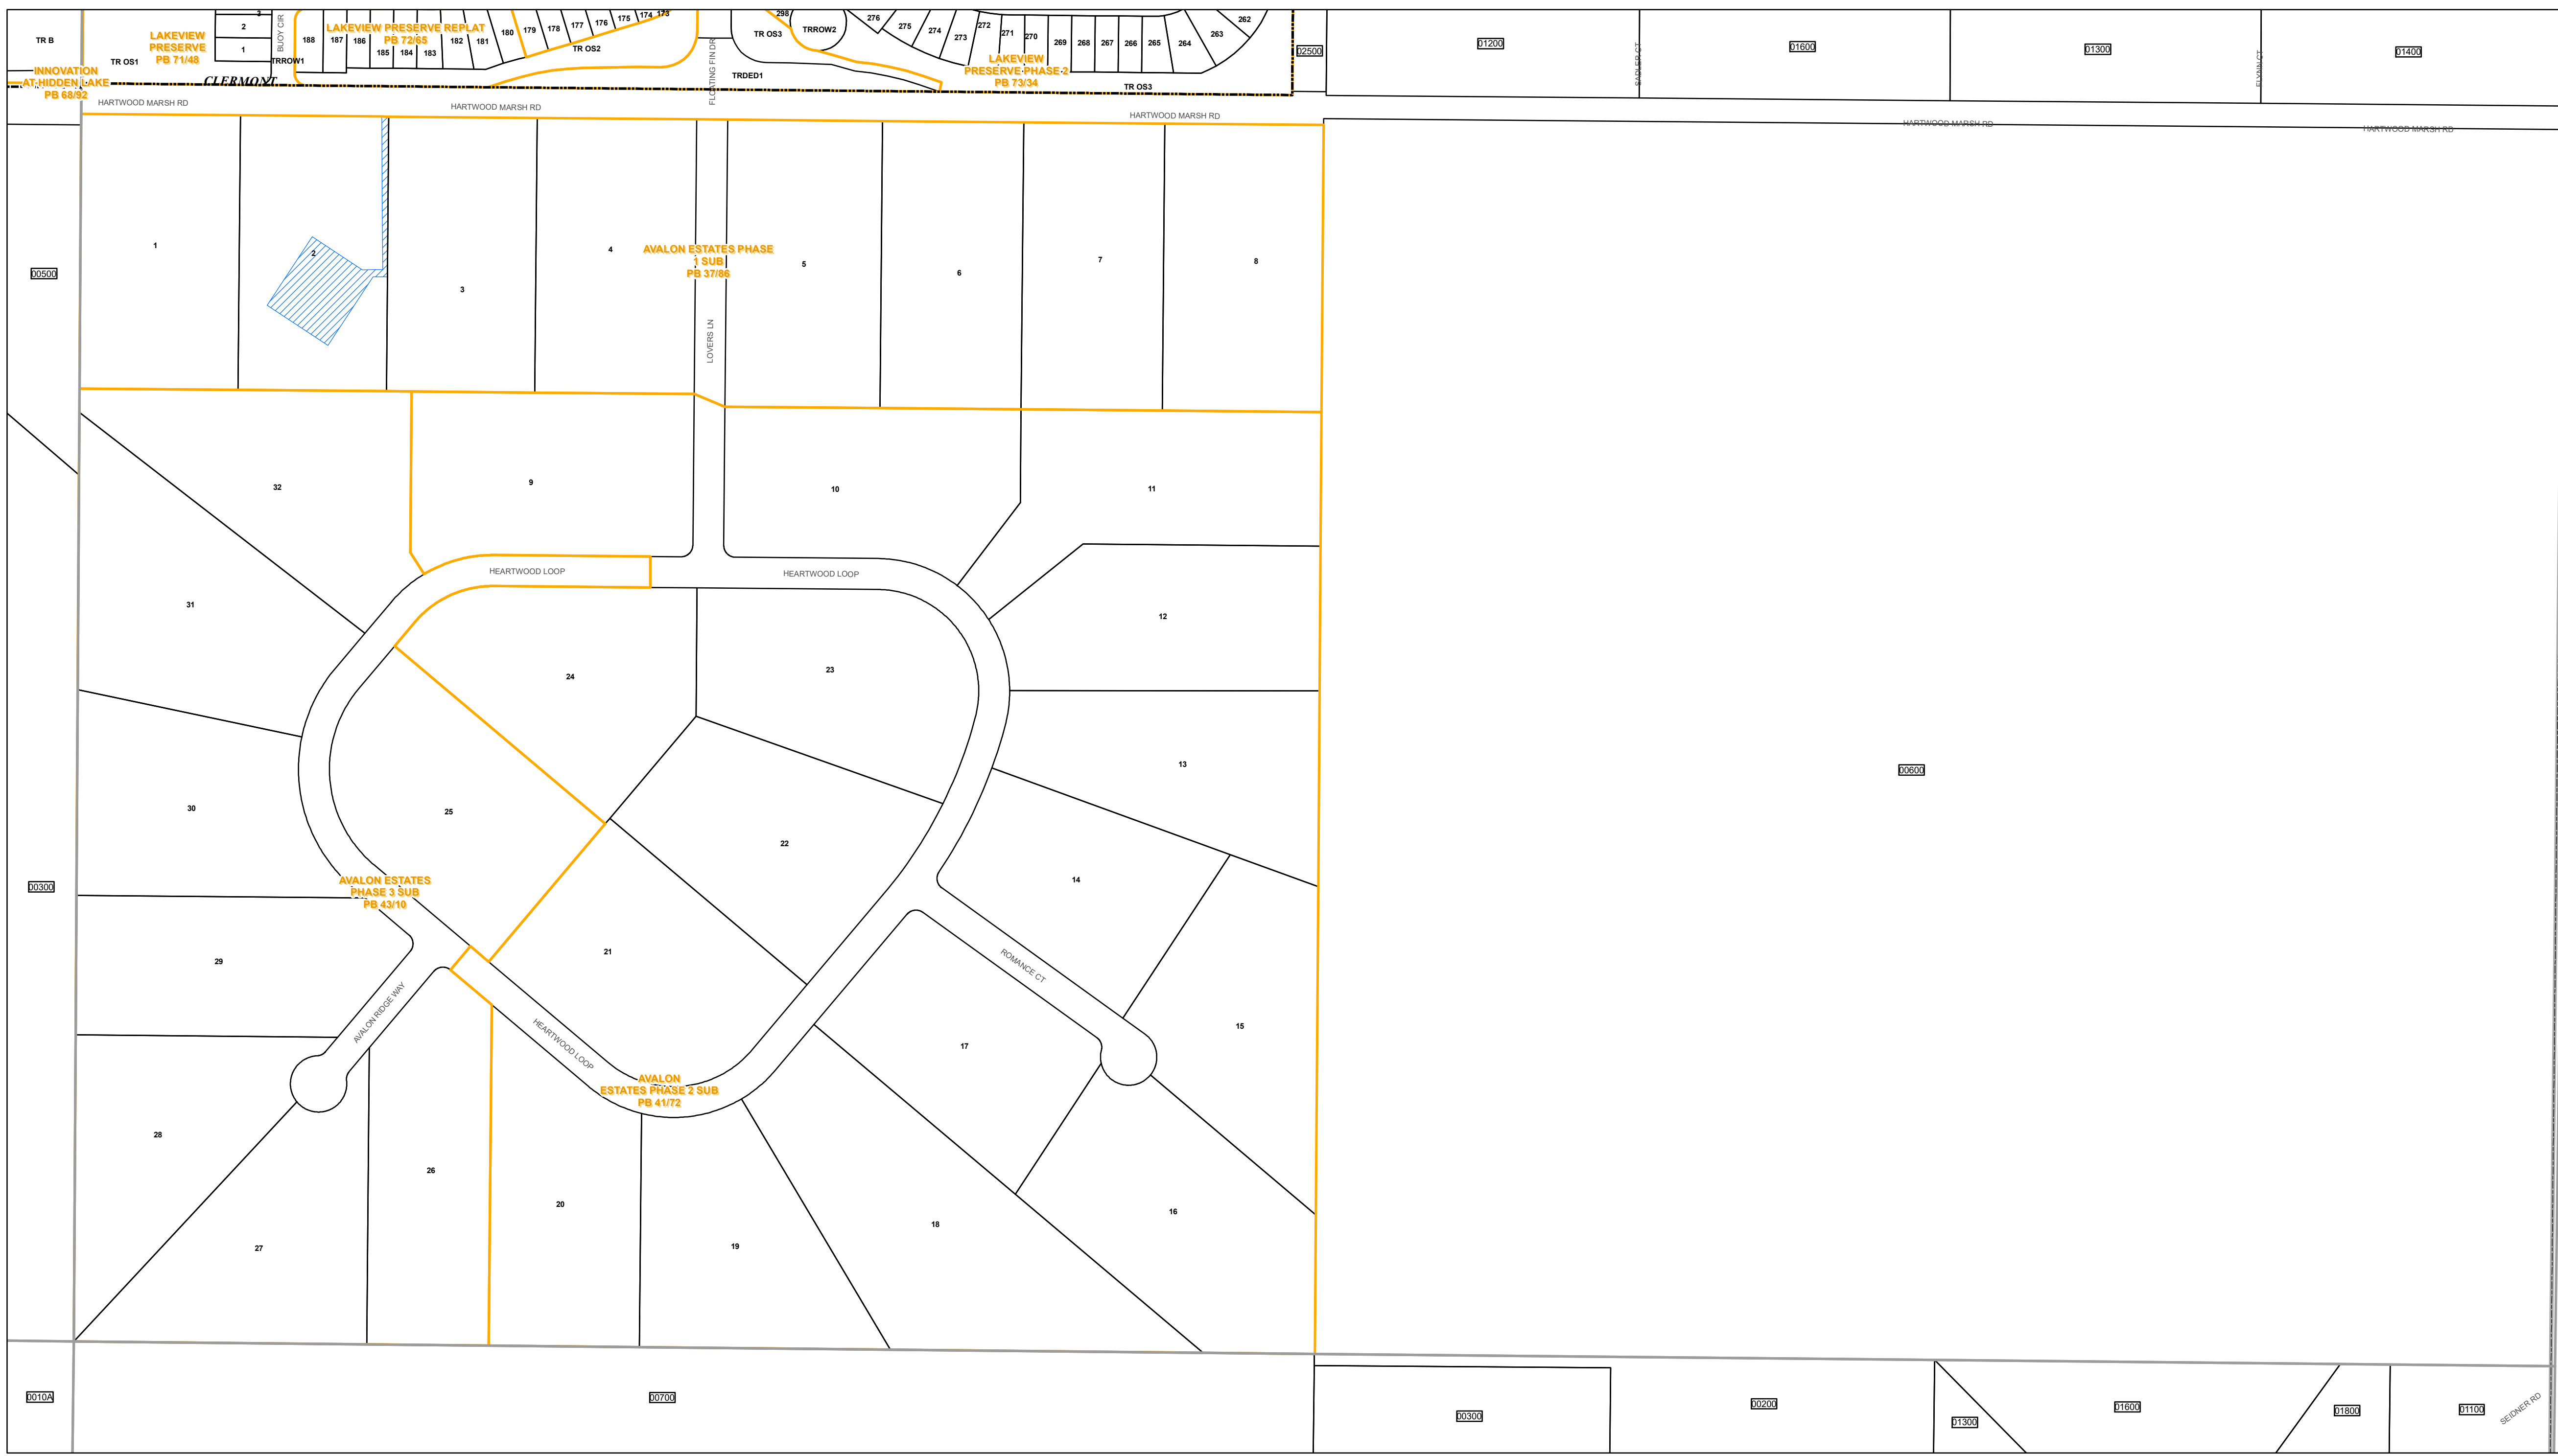 TR B
LAKEVIEW
PRESERVE
PB 71/48
TR OS1
3
2
1
BUOY CIR
TRROW1
INNOVATION
AT HIDDEN LAKE
PB 68/92
CLERMONT
188
187
186
LAKEVIEW PRESERVE REPLAT
PB 72/65
185
184
183
182
181
180
179
178
177
176
175
174
173
TR OS2
FLOATING FIN DR
TR OS3
298
TRROW2
TRDED1
276
275
274
273
272
271
270
269
268
267
266
265
264
263
262
LAKEVIEW
PRESERVE PHASE 2
PB 73/34
TR OS3
02500
01200
SADLER CT
01600
01300
FLYNN CT
01400
HARTWOOD MARSH RD
HARTWOOD MARSH RD
HARTWOOD MARSH RD
HARTWOOD MARSH RD
HARTWOOD MARSH RD
00500
1
2
3
4
AVALON ESTATES PHASE
1 SUB
PB 37/86
LOVERS LN
5
6
7
8
32
9
10
11
HEARTWOOD LOOP
HEARTWOOD LOOP
31
12
24
23
13
00600
30
25
22
14
00300
AVALON ESTATES
PHASE 3 SUB
PB 43/10
29
21
ROMANCE CT
AVALON RIDGE WAY
HEARTWOOD LOOP
15
17
AVALON
ESTATES PHASE 2 SUB
PB 41/72
28
26
20
18
16
27
19
0010A
00700
00300
00200
01300
01600
01800
01100
SEIDNER RD